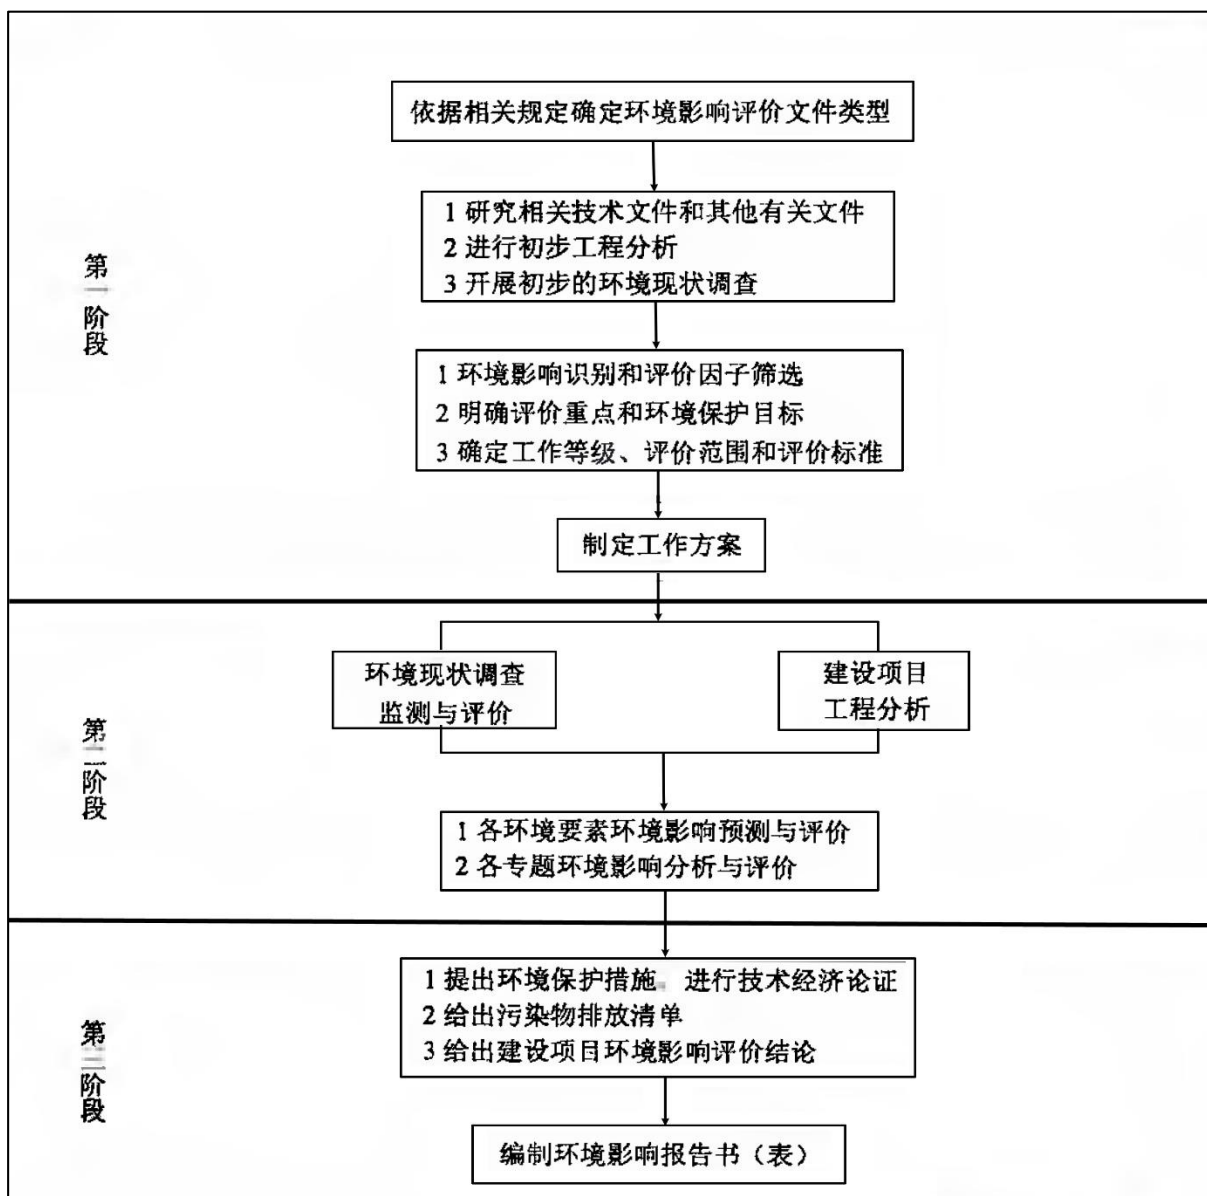 依据相关规定确定环境影响评价文件类型
1 研究相关技术文件和其他有关文件
2 进行初步工程分析
3 开展初步的环境现状调查
第一阶段
1 环境影响识别和评价因子筛选
2 明确评价重点和环境保护目标
3 确定工作等级、评价范围和评价标准
制定工作方案
环境现状调查
监测与评价
建设项目
工程分析
第二阶段
1 各环境要素环境影响预测与评价
2 各专题环境影响分析与评价
1 提出环境保护措施,进行技术经济论证
2 给出污染物排放清单
3 给出建设项目环境影响评价结论
第三阶段
编制环境影响报告书（表）